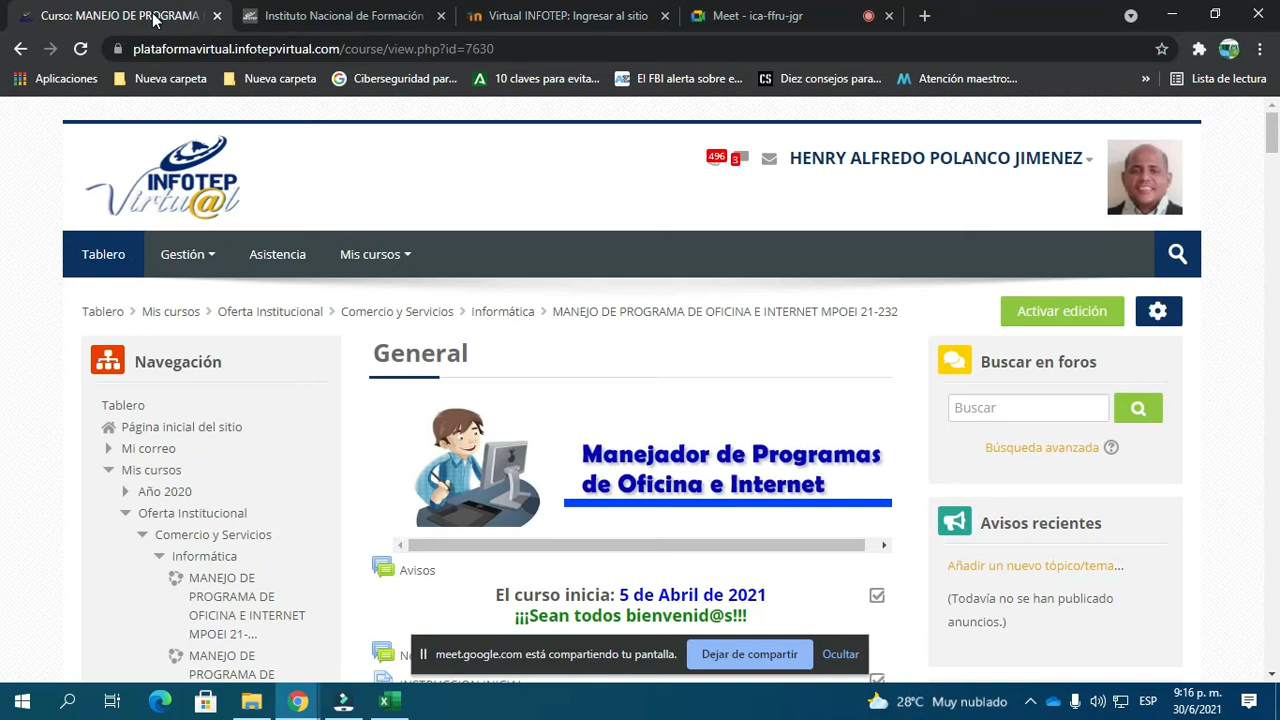 Curso: MANEJO DE PROGRAMA
Instituto Nacional de Formación
Virtual INFOTEP: Ingresar al sitio
Meet - ica-ffru-jgr
plataformavirtual.infotepvirtual.com/course/view.php?id=7630
Aplicaciones
Nueva carpeta
Nueva carpeta
Ciberseguridad par...
10 claves para evita...
El FBI alerta sobre e...
Diez consejos para...
Atención maestro:...
»
Lista de lectura
INFOTEP
Virtu@l
496
3
HENRY ALFREDO POLANCO JIMENEZ
Tablero
Gestión
Asistencia
Mis cursos
Tablero > Mis cursos > Oferta Institucional > Comercio y Servicios > Informática > MANEJO DE PROGRAMA DE OFICINA E INTERNET MPOEI 21-232
Activar edición
Navegación
Tablero
Página inicial del sitio
Mi correo
Mis cursos
Año 2020
Oferta Institucional
Comercio y Servicios
Informática
MANEJO DE
PROGRAMA DE
OFICINA E INTERNET
MPOEI 21-...
MANEJO DE
PROGRAMA DE
General
Manejador de Programas
de Oficina e Internet
Avisos
El curso inicia: 5 de Abril de 2021
¡¡¡Sean todos bienvenid@s!!!
INSTRUCCION INICIAL
Buscar en foros
Buscar
Búsqueda avanzada
Avisos recientes
Añadir un nuevo tópico/tema...
(Todavía no se han publicado
anuncios.)
meet.google.com está compartiendo tu pantalla.
Dejar de compartir
Ocultar
28°C Muy nublado
ESP
9:16 p. m.
30/6/2021